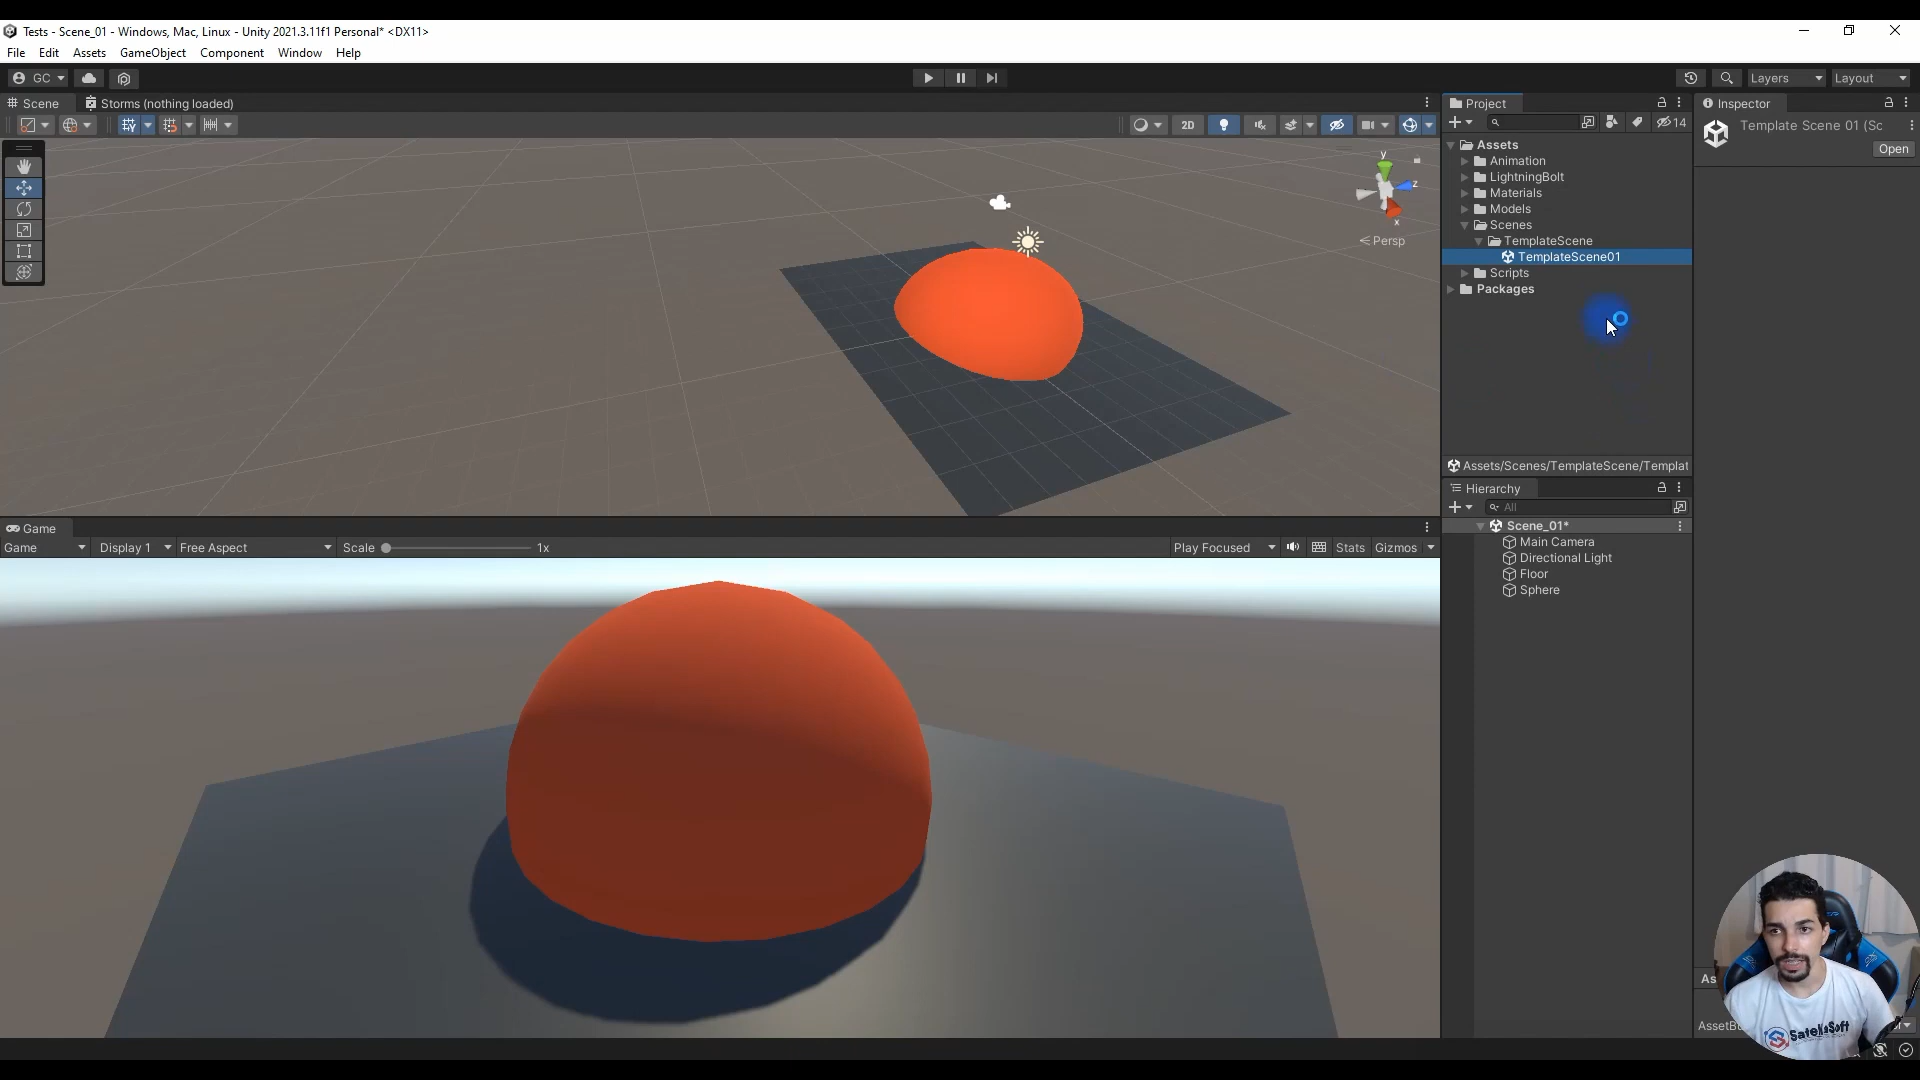 Tests - Scene_01 - Windows, Mac, Linux - Unity 2021.3.11f1 Personal* <DX11>
File Edit Assets GameObject Component Window Help
GC Layers Layout
Scene Storms (nothing loaded)
2D
y
z
x
Persp
Project
14
Assets
Animation
LightningBolt
Materials
Models
Scenes
TemplateScene
TemplateScene01
Scripts
Packages
Assets/Scenes/TemplateScene/Templat
Hierarchy
All
Scene_01*
Main Camera
Directional Light
Floor
Sphere
Inspector
Template Scene 01 (Sc
Open
Game
Game Display 1 Free Aspect Scale 1x Play Focused Stats Gizmos
As
SatellaSoft